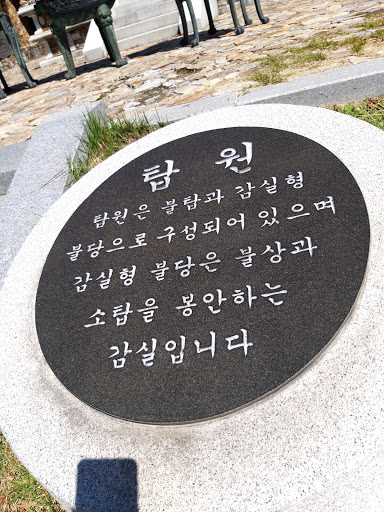 탑 원
탑원은 불탑과 감실형
불당으로 구성되어 있으며
감실형 불당은 불상과
소탑을 봉안하는
감실입니다